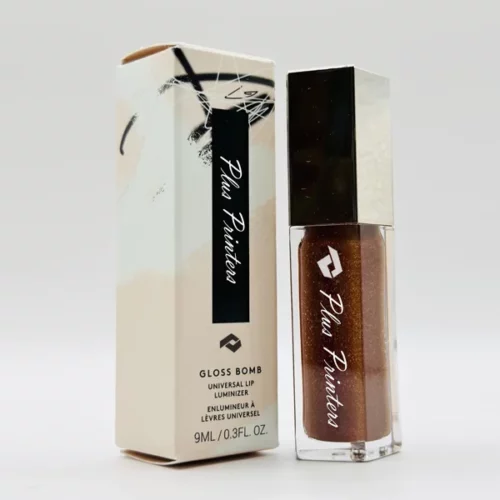 Plus Printers
GLOSS BOMB
UNIVERSAL LIP
LUMINIZER
ENLUMINEUR À
LÈVRES UNIVERSEL
9ML / 0.3FL. OZ.
Plus Printers